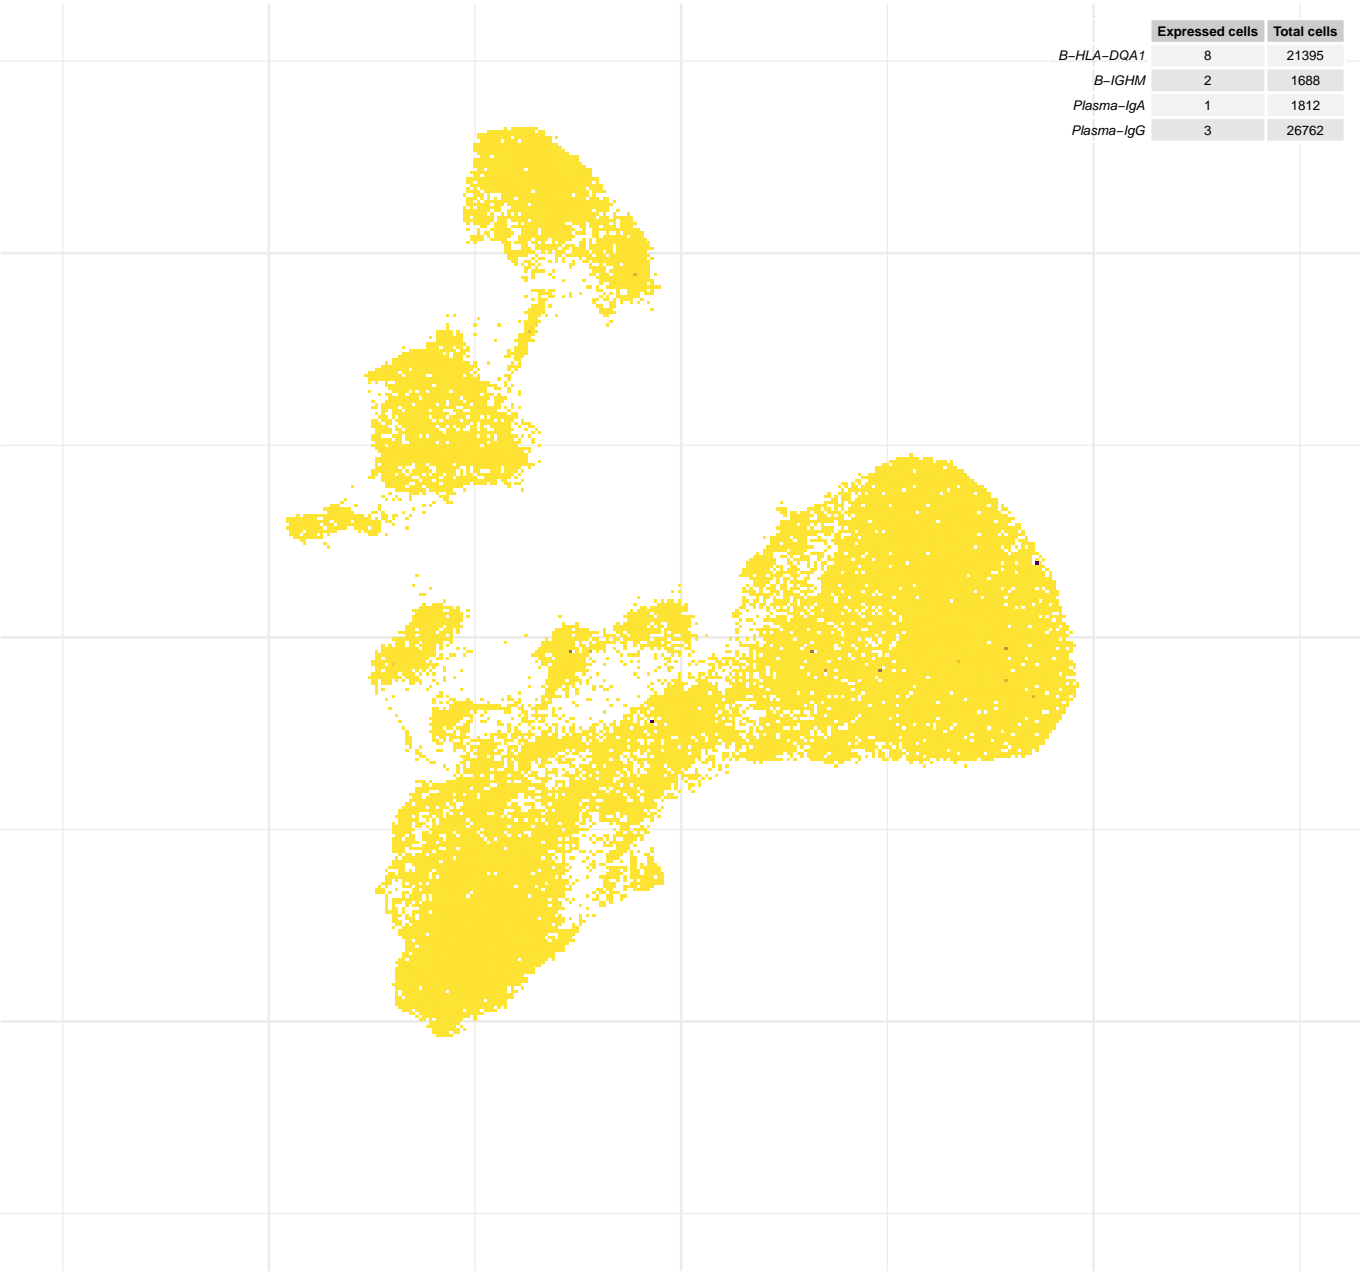 Expressed cells Total cells
B−HLA−DQA1 8 21395
B−IGHM 2 1688
Plasma−IgA 1 1812
Plasma−IgG 3 26762